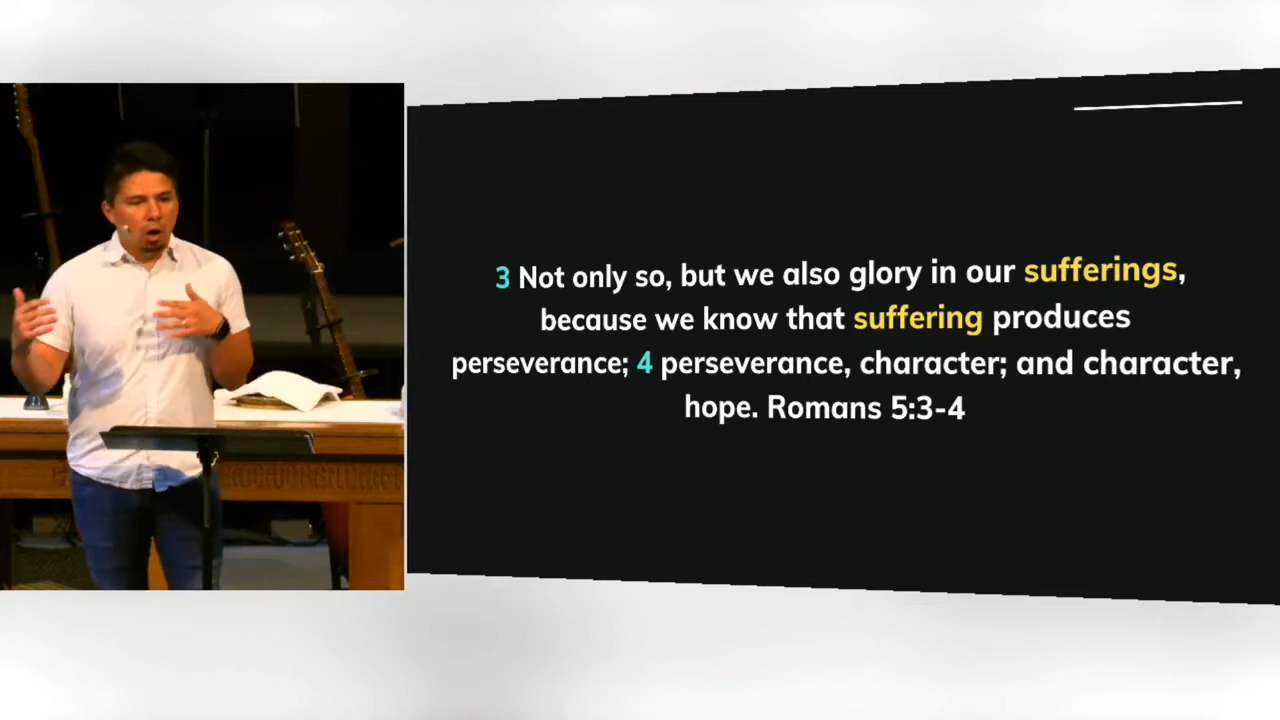 3 Not only so, but we also glory in our sufferings,
because we know that suffering produces
perseverance; 4 perseverance, character; and character,
hope. Romans 5:3-4